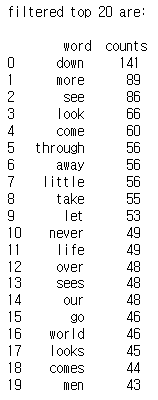 filtered top 20 are:
word counts
0 down 141
1 more 89
2 see 86
3 look 66
4 come 60
5 through 56
6 away 56
7 little 56
8 take 55
9 let 53
10 never 49
11 life 49
12 over 48
13 sees 48
14 our 48
15 go 46
16 world 46
17 looks 45
18 comes 44
19 men 43